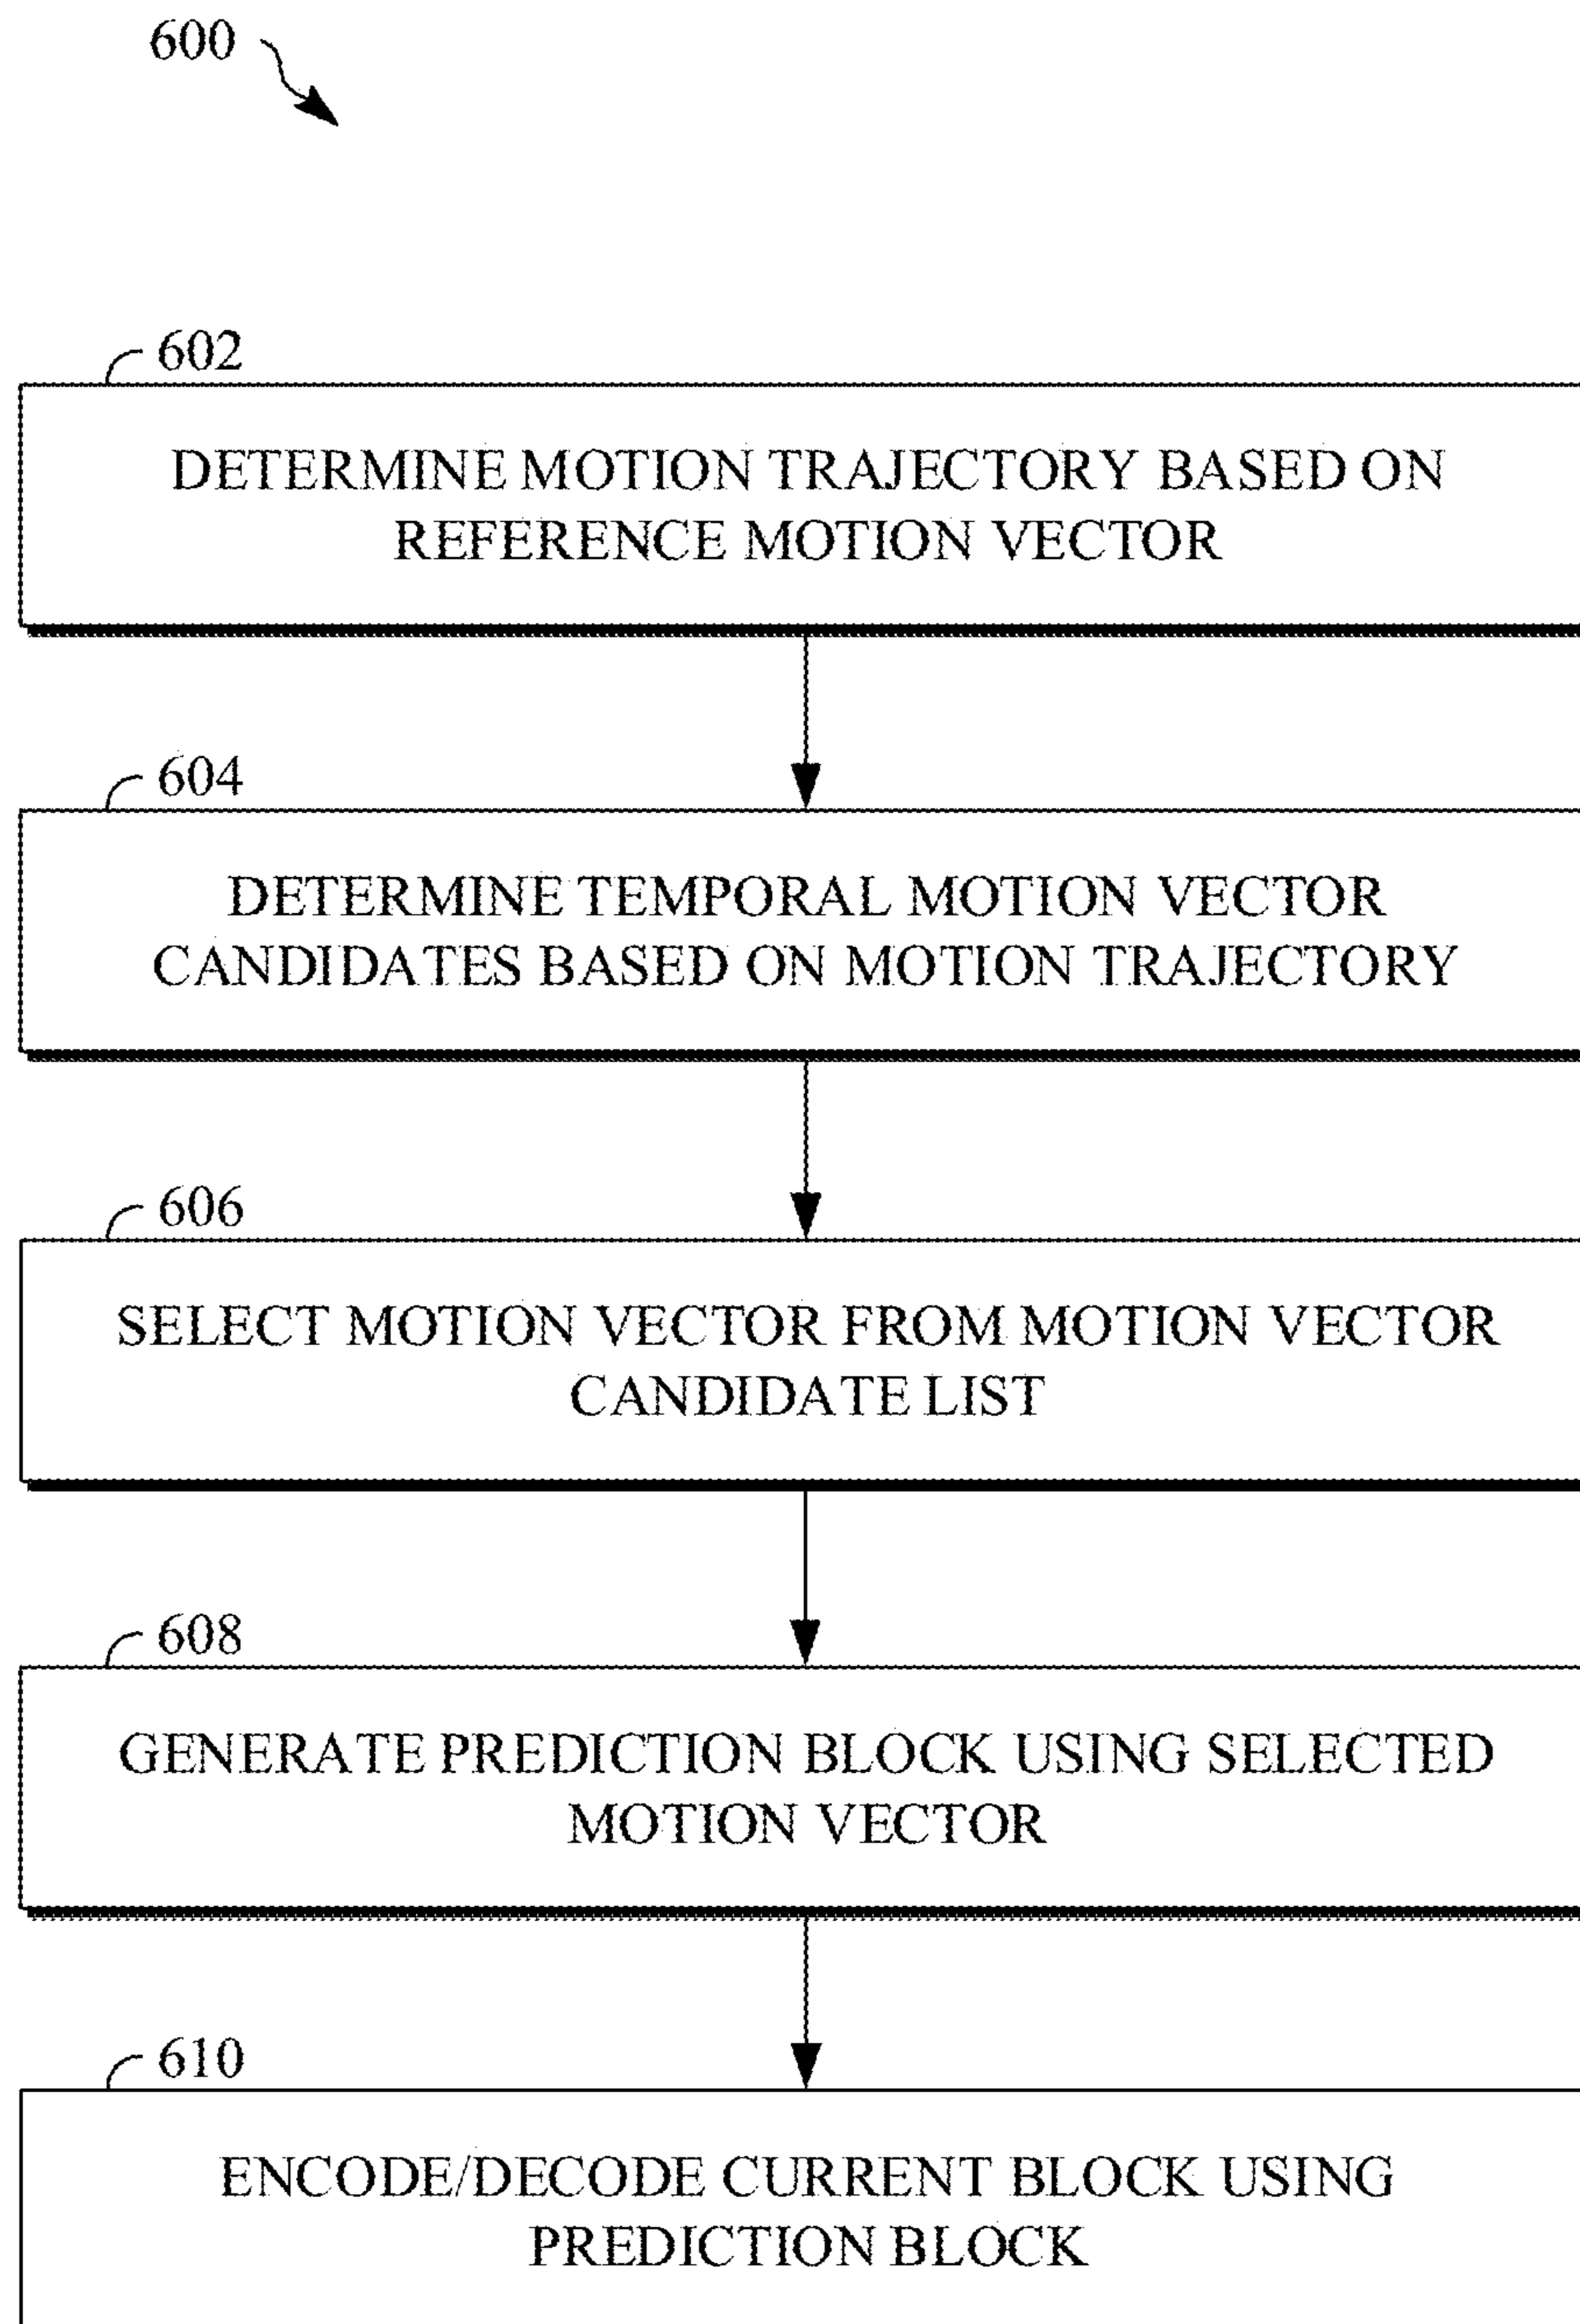 600
602
DETERMINE MOTION TRAJECTORY BASED ON
REFERENCE MOTION VECTOR
604
DETERMINE TEMPORAL MOTION VECTOR
CANDIDATES BASED ON MOTION TRAJECTORY
606
SELECT MOTION VECTOR FROM MOTION VECTOR
CANDIDATE LIST
608
GENERATE PREDICTION BLOCK USING SELECTED
MOTION VECTOR
610
ENCODE/DECODE CURRENT BLOCK USING
PREDICTION BLOCK